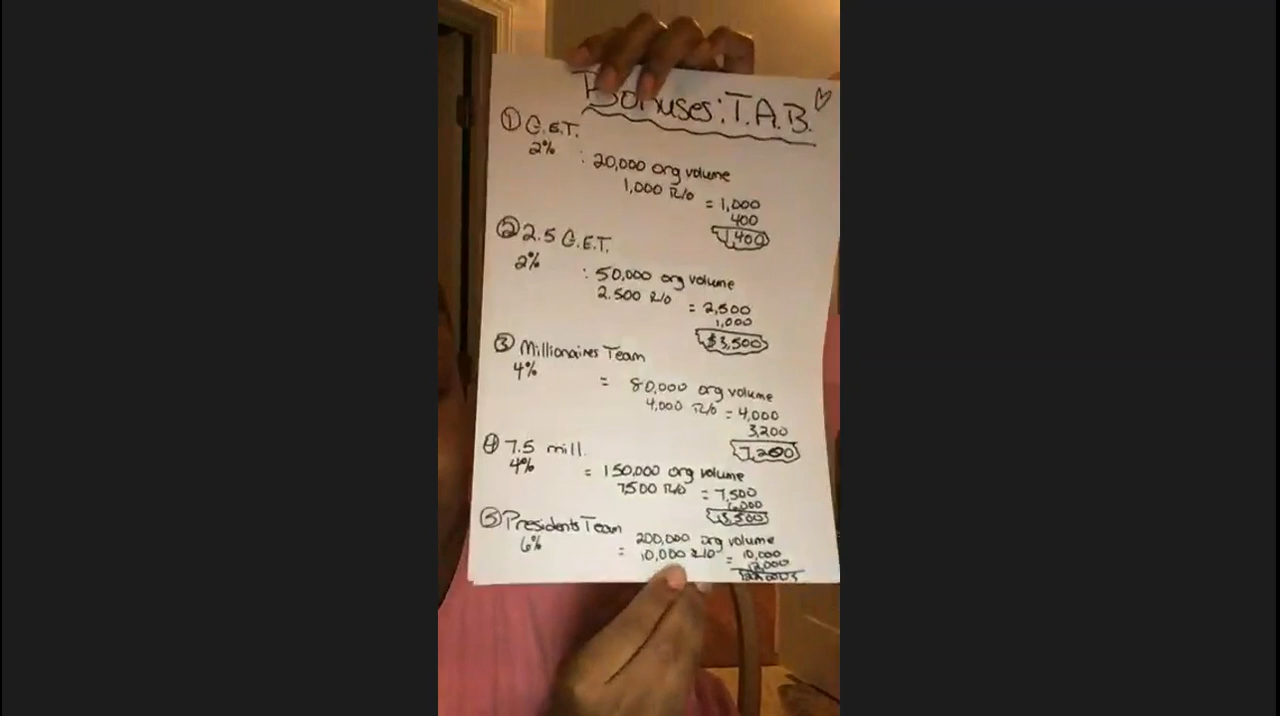 Bonuses: T.A.B.
① G.E.T.
2%
: 20,000 org volume
1,000 R/o = 1,000
400
1,400
② 2.5 G.E.T.
2%
: 50,000 org volume
2.500 R/o = 2,500
1,000
$3,500
③ Millionaires Team
4%
= 80,000 org volume
4,000 R/o = 4,000
3,200
7,200
④ 7.5 mill.
4%
= 150,000 org volume
7,500 R/o = 7,500
6,000
13,500
⑤ Presidents Team
6%
= 200,000 org volume
10,000 R/o = 10,000
12,000